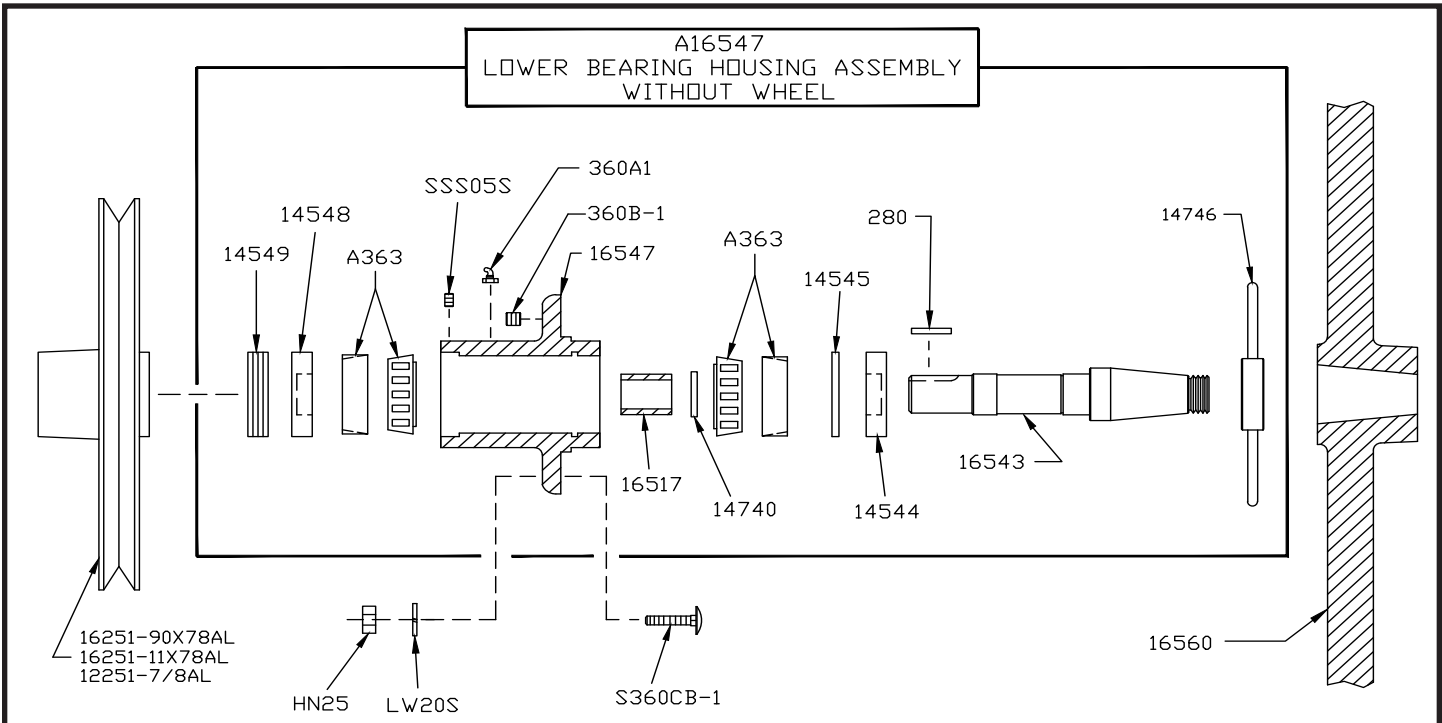 A16547
LOWER BEARING HOUSING ASSEMBLY
WITHOUT WHEEL
360A1
SSS05S
14548
360B-1
280
14746
14549
A363
16547
A363
14545
16517
16543
14740
14544
16251-90X78AL
16251-11X78AL
12251-7/8AL
HN25
LW20S
S360CB-1
16560